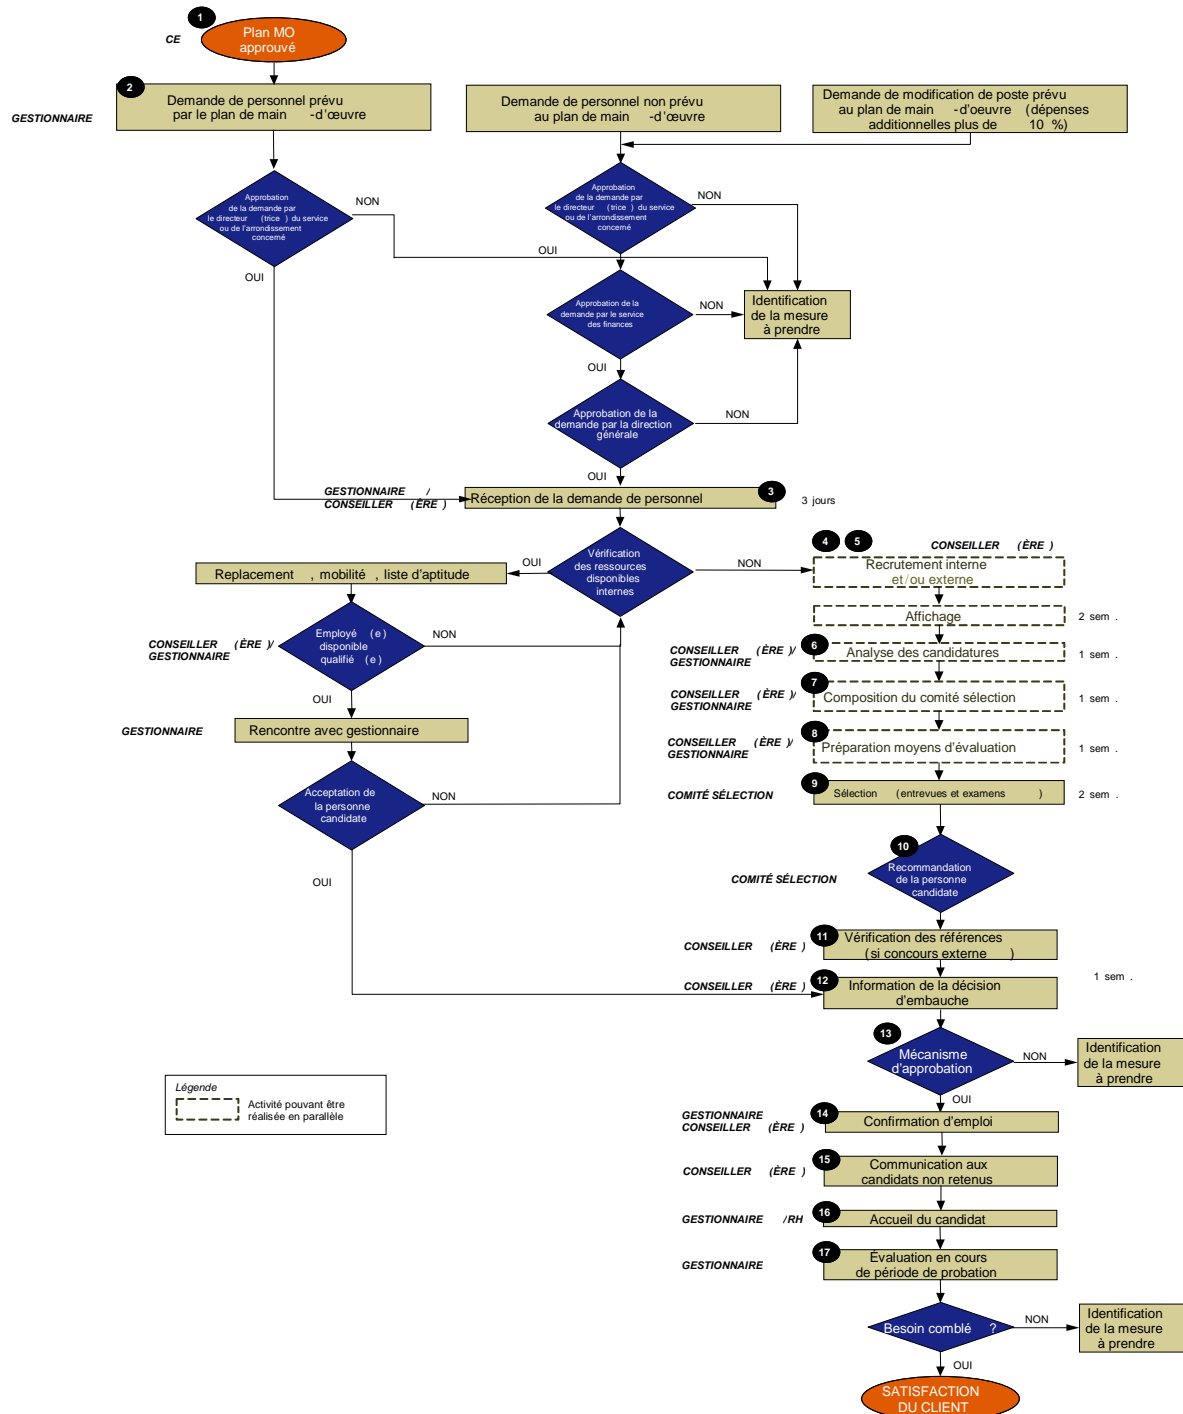 1
CE
Plan MO
approuvé
2
GESTIONNAIRE
Demande de personnel prévu
par le plan de main -d'œuvre
Demande de personnel non prévu
au plan de main -d'œuvre
Demande de modification de poste prévu
au plan de main -d'oeuvre (dépenses
additionnelles plus de 10 %)
Approbation
de la demande par
le directeur (trice ) du service
ou de l'arrondissement
concerné
NON
OUI
Approbation
de la demande par
le directeur (trice ) du service
ou de l'arrondissement
concerné
NON
OUI
Approbation de la
demande par le service
des finances
NON
OUI
Identification
de la mesure
à prendre
Approbation de la
demande par la direction
générale
NON
OUI
GESTIONNAIRE /
CONSEILLER (ÈRE )
Réception de la demande de personnel
3
3 jours
Vérification
des ressources
disponibles
internes
OUI
NON
Replacement , mobilité , liste d'aptitude
CONSEILLER (ÈRE )/
GESTIONNAIRE
Employé (e )
disponible
qualifié (e )
NON
OUI
GESTIONNAIRE
Rencontre avec gestionnaire
Acceptation de
la personne
candidate
NON
OUI
4
5
CONSEILLER (ÈRE )
Recrutement interne
et/ou externe
Affichage
2 sem .
CONSEILLER (ÈRE )/
GESTIONNAIRE
6
Analyse des candidatures
1 sem .
CONSEILLER (ÈRE )/
GESTIONNAIRE
7
Composition du comité sélection
1 sem .
CONSEILLER (ÈRE )/
GESTIONNAIRE
8
Préparation moyens d'évaluation
1 sem .
COMITÉ SÉLECTION
9
Sélection (entrevues et examens )
2 sem .
10
COMITÉ SÉLECTION
Recommandation
de la personne
candidate
CONSEILLER (ÈRE )
11
Vérification des références
(si concours externe )
1 sem .
CONSEILLER (ÈRE )
12
Information de la décision
d'embauche
13
Mécanisme
d'approbation
NON
OUI
Identification
de la mesure
à prendre
Légende
Activité pouvant être
réalisée en parallèle
GESTIONNAIRE
CONSEILLER (ÈRE )
14
Confirmation d'emploi
CONSEILLER (ÈRE )
15
Communication aux
candidats non retenus
GESTIONNAIRE /RH
16
Accueil du candidat
GESTIONNAIRE
17
Évaluation en cours
de période de probation
Besoin comblé ?
NON
OUI
Identification
de la mesure
à prendre
SATISFACTION
DU CLIENT